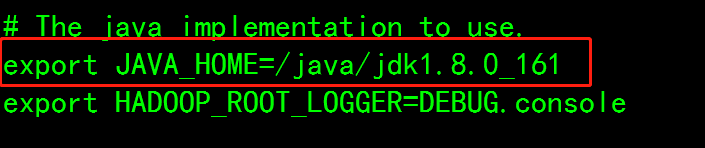 # The java implementation to use.
export JAVA_HOME=/java/jdk1.8.0_161
export HADOOP_ROOT_LOGGER=DEBUG.console